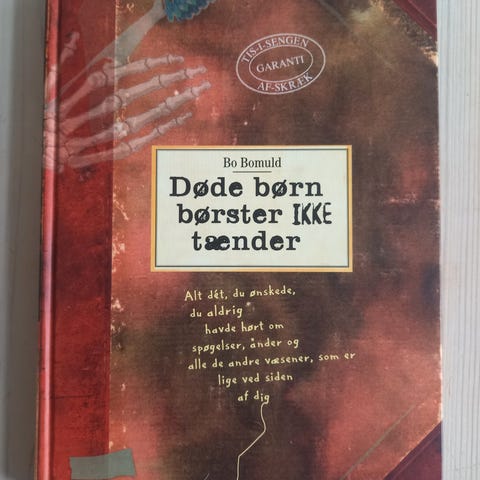 TIS-I-SENGEN
GARANTI
AF-SKRÆK
Bo Bomuld
Døde børn
børster IKKE
tænder
Alt dét, du ønskede,
du aldrig
havde hørt om
spøgelser, ånder og
alle de andre væsener, som er
lige ved siden
af dig